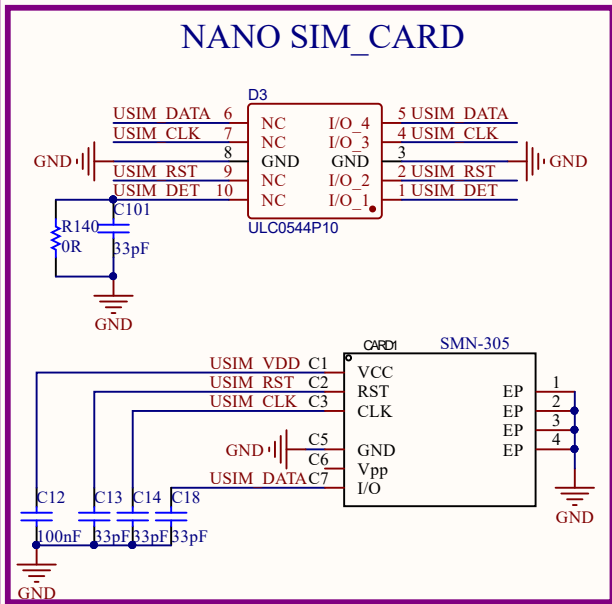 NANO SIM_CARD
D3
USIM_DATA 6 NC I/O_4 5 USIM_DATA
USIM_CLK 7 NC I/O_3 4 USIM_CLK
GND 8 GND GND 3 GND
USIM_RST 9 NC I/O_2 2 USIM_RST
USIM_DET 10 NC I/O_1 1 USIM_DET
ULC0544P10
R140 C101
0R 33pF
GND
CARD1 SMN-305
USIM_VDD C1 VCC
USIM_RST C2 RST EP 1
USIM_CLK C3 CLK EP 2
EP 3
GND C5 GND EP 4
C6 Vpp
USIM_DATA C7 I/O
C12 C13 C14 C18
100nF 33pF 33pF 33pF
GND
GND